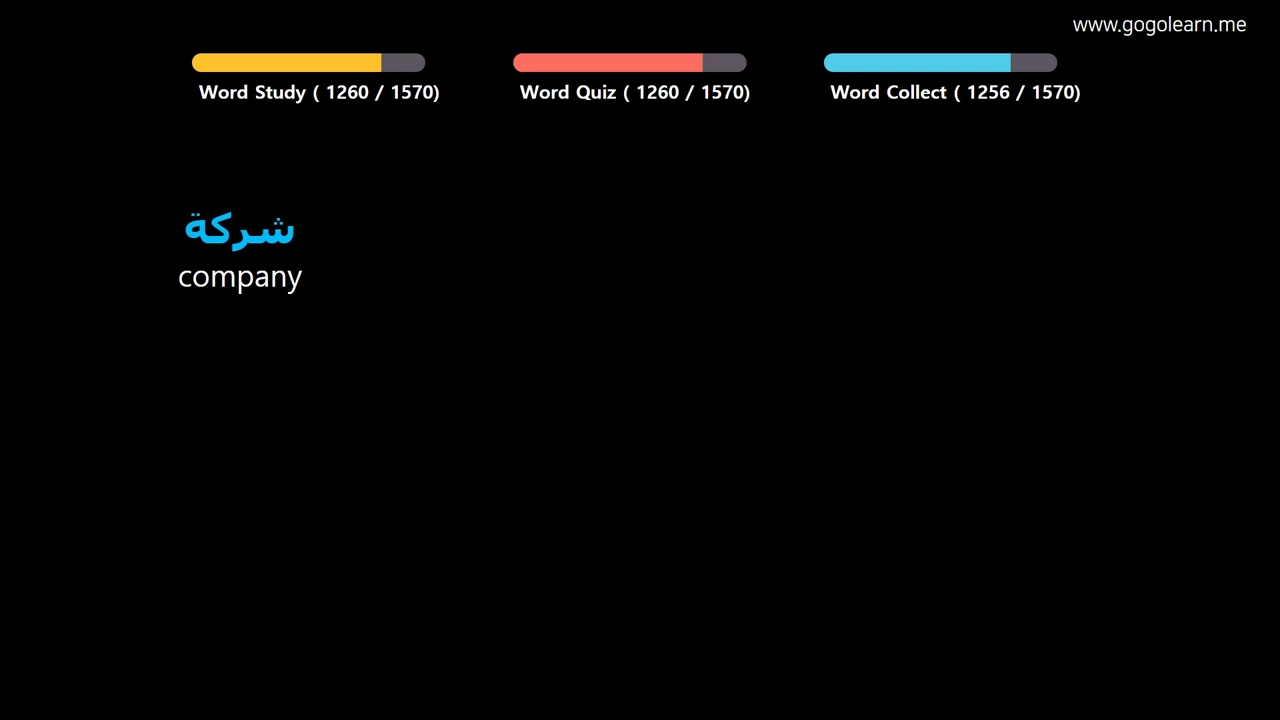 www.gogolearn.me
Word Study ( 1260 / 1570)
Word Quiz ( 1260 / 1570)
Word Collect ( 1256 / 1570)
شركة
company